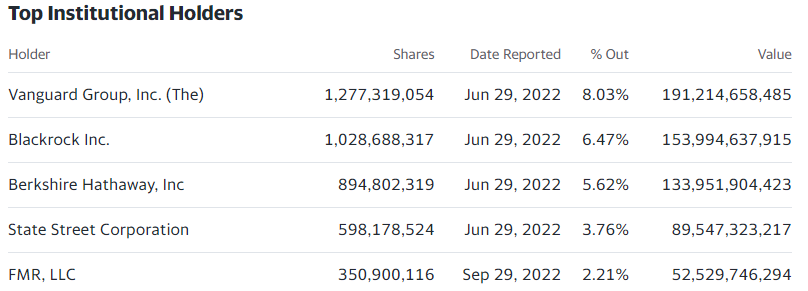 Top Institutional Holders
Holder Shares Date Reported % Out Value
Vanguard Group, Inc. (The) 1,277,319,054 Jun 29, 2022 8.03% 191,214,658,485
Blackrock Inc. 1,028,688,317 Jun 29, 2022 6.47% 153,994,637,915
Berkshire Hathaway, Inc 894,802,319 Jun 29, 2022 5.62% 133,951,904,423
State Street Corporation 598,178,524 Jun 29, 2022 3.76% 89,547,323,217
FMR, LLC 350,900,116 Sep 29, 2022 2.21% 52,529,746,294